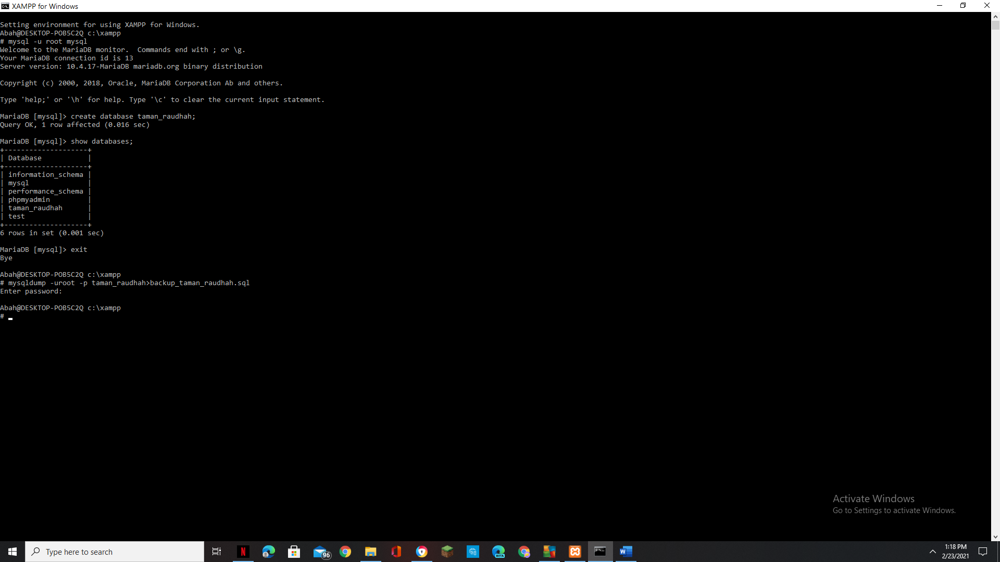 XAMPP for Windows
Setting environment for using XAMPP for Windows.
Abah@DESKTOP-POB5C2Q c:\xampp
# mysql -u root mysql
Welcome to the MariaDB monitor.  Commands end with ; or \g.
Your MariaDB connection id is 13
Server version: 10.4.17-MariaDB mariadb.org binary distribution
Copyright (c) 2000, 2018, Oracle, MariaDB Corporation Ab and others.
Type 'help;' or '\h' for help. Type '\c' to clear the current input statement.
MariaDB [mysql]> create database taman_raudhah;
Query OK, 1 row affected (0.016 sec)
MariaDB [mysql]> show databases;
+--------------------+
| Database           |
+--------------------+
| information_schema |
| mysql              |
| performance_schema |
| phpmyadmin         |
| taman_raudhah      |
| test               |
+--------------------+
6 rows in set (0.001 sec)
MariaDB [mysql]> exit
Bye
Abah@DESKTOP-POB5C2Q c:\xampp
# mysqldump -uroot -p taman_raudhah>backup_taman_raudhah.sql
Enter password:
Abah@DESKTOP-POB5C2Q c:\xampp
#
Activate Windows
Go to Settings to activate Windows.
Type here to search
96
BETA
1:18 PM
2/23/2021